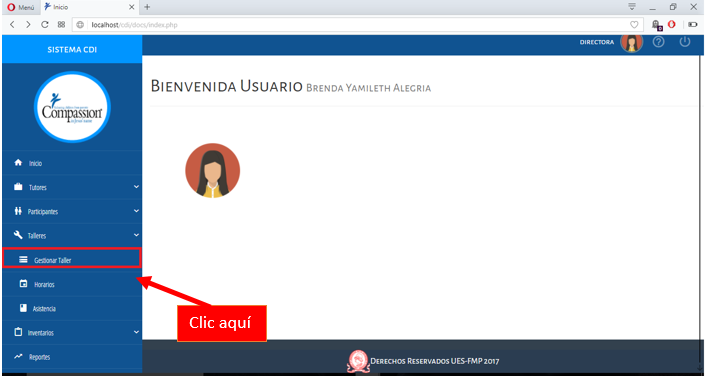 Menú
Inicio
localhost/cdi/docs/index.php
SISTEMA CDI
DIRECTORA
Compassion
BIENVENIDA USUARIO BRENDA YAMILETH ALEGRIA
Inicio
Tutores
Participantes
Talleres
Gestionar Taller
Horarios
Asistencia
Inventarios
Reportes
Clic aquí
DERECHOS RESERVADOS UES-FMP 2017